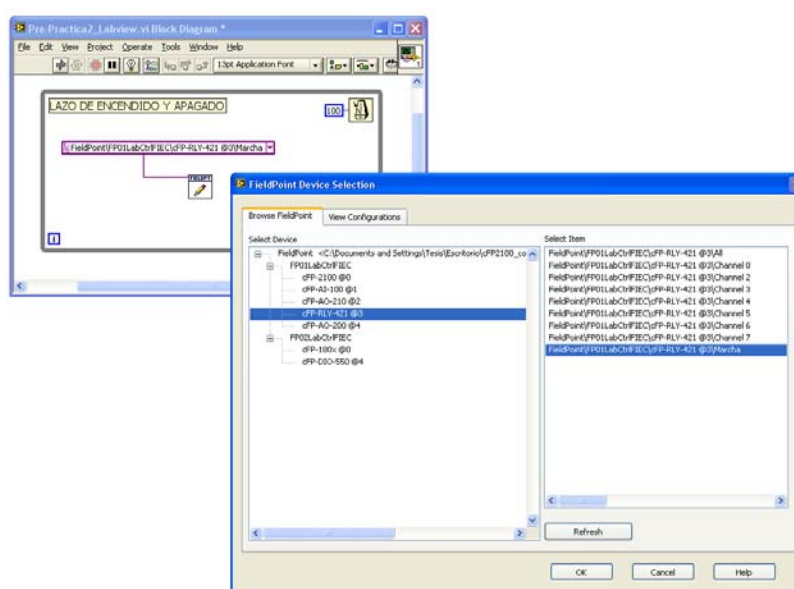 Pre-Practica2_Labview.vi Block Diagram *
File Edit View Project Operate Tools Window Help
13pt Application Font
LAZO DE ENCENDIDO Y APAGADO
100
FieldPoint\FP01LabCtrlFIEC\cFP-RLY-421 @3\Marcha
i
FieldPoint Device Selection
Browse FieldPoint View Configurations
Select Device
FieldPoint <C:\Documents and Settings\Tesis\Escritorio\cFP2100_co
FP01LabCtrlFIEC
cFP-2100 @0
cFP-AI-100 @1
cFP-AO-210 @2
cFP-RLY-421 @3
cFP-AO-200 @4
FP02LabCtrlFIEC
cFP-180x @0
cFP-DIO-550 @4
Select Item
FieldPoint\FP01LabCtrlFIEC\cFP-RLY-421 @3\All
FieldPoint\FP01LabCtrlFIEC\cFP-RLY-421 @3\Channel 0
FieldPoint\FP01LabCtrlFIEC\cFP-RLY-421 @3\Channel 2
FieldPoint\FP01LabCtrlFIEC\cFP-RLY-421 @3\Channel 3
FieldPoint\FP01LabCtrlFIEC\cFP-RLY-421 @3\Channel 4
FieldPoint\FP01LabCtrlFIEC\cFP-RLY-421 @3\Channel 5
FieldPoint\FP01LabCtrlFIEC\cFP-RLY-421 @3\Channel 6
FieldPoint\FP01LabCtrlFIEC\cFP-RLY-421 @3\Channel 7
FieldPoint\FP01LabCtrlFIEC\cFP-RLY-421 @3\Marcha
Refresh
OK Cancel Help